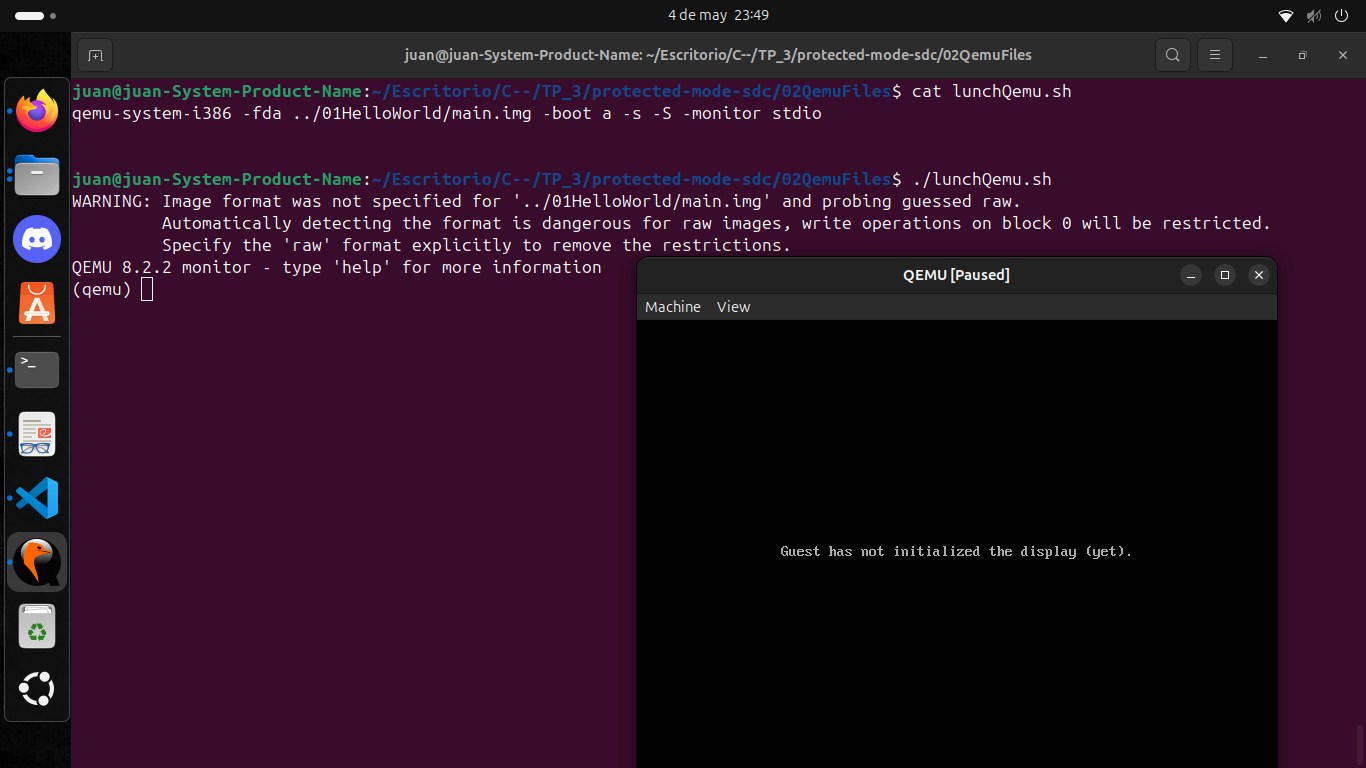 4 de may 23:49
juan@juan-System-Product-Name: ~/Escritorio/C--/TP_3/protected-mode-sdc/02QemuFiles
juan@juan-System-Product-Name:~/Escritorio/C--/TP_3/protected-mode-sdc/02QemuFiles$ cat lunchQemu.sh
qemu-system-i386 -fda ../01HelloWorld/main.img -boot a -s -S -monitor stdio
juan@juan-System-Product-Name:~/Escritorio/C--/TP_3/protected-mode-sdc/02QemuFiles$ ./lunchQemu.sh
WARNING: Image format was not specified for '../01HelloWorld/main.img' and probing guessed raw.
Automatically detecting the format is dangerous for raw images, write operations on block 0 will be restricted.
Specify the 'raw' format explicitly to remove the restrictions.
QEMU 8.2.2 monitor - type 'help' for more information
(qemu)
QEMU [Paused]
Machine View
Guest has not initialized the display (yet).